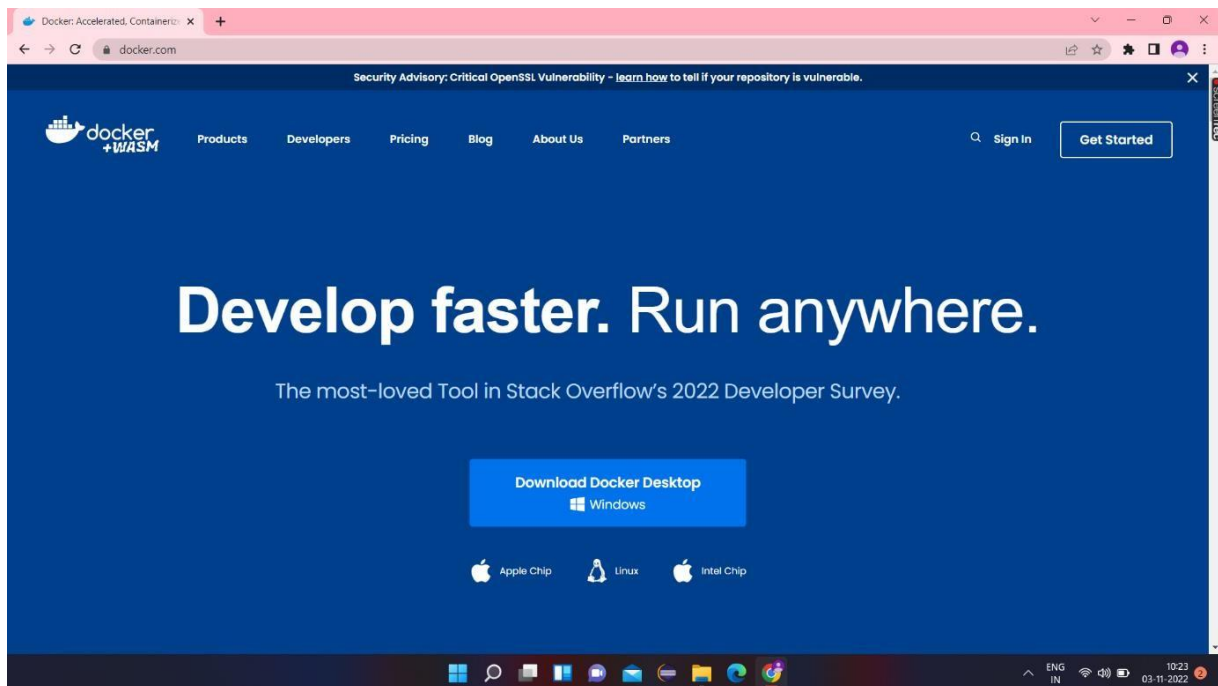 Docker: Accelerated, Containeriz
docker.com
Security Advisory: Critical OpenSSL Vulnerability - learn how to tell if your repository is vulnerable.
docker
+WASM
Products
Developers
Pricing
Blog
About Us
Partners
Sign In
Get Started
Develop faster. Run anywhere.
The most-loved Tool in Stack Overflow's 2022 Developer Survey.
Download Docker Desktop
Windows
Apple Chip
Linux
Intel Chip
ENG
IN
10:23
03-11-2022
2